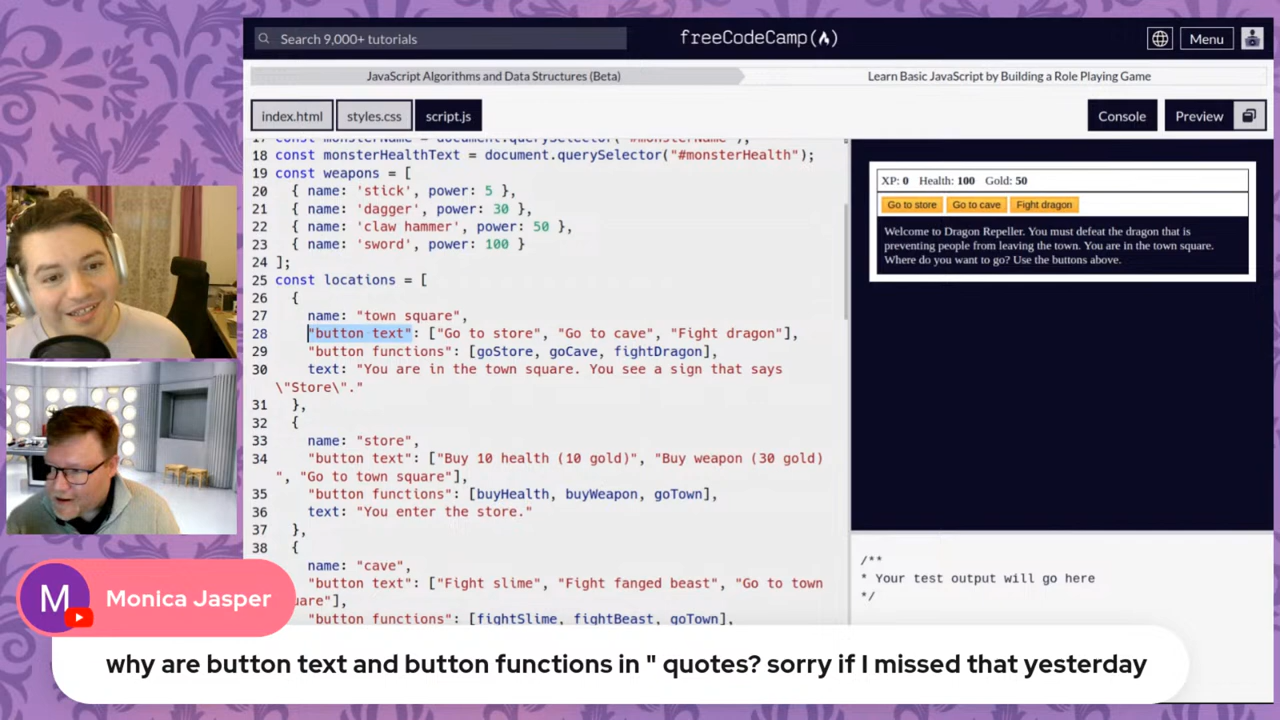 Search 9,000+ tutorials
freeCodeCamp
Menu
JavaScript Algorithms and Data Structures (Beta)
Learn Basic JavaScript by Building a Role Playing Game
index.html
styles.css
script.js
Console
Preview
17 const monsterName = document.querySelector("#monsterName");
18 const monsterHealthText = document.querySelector("#monsterHealth");
19 const weapons = [
20 { name: 'stick', power: 5 },
21 { name: 'dagger', power: 30 },
22 { name: 'claw hammer', power: 50 },
23 { name: 'sword', power: 100 }
24 ];
25 const locations = [
26 {
27 name: "town square",
28 "button text": ["Go to store", "Go to cave", "Fight dragon"],
29 "button functions": [goStore, goCave, fightDragon],
30 text: "You are in the town square. You see a sign that says
\"Store\"."
31 },
32 {
33 name: "store",
34 "button text": ["Buy 10 health (10 gold)", "Buy weapon (30 gold)
", "Go to town square"],
35 "button functions": [buyHealth, buyWeapon, goTown],
36 text: "You enter the store."
37 },
38 {
name: "cave",
"button text": ["Fight slime", "Fight fanged beast", "Go to town
uare"],
"button functions": [fightSlime, fightBeast, goTown],
XP: 0 Health: 100 Gold: 50
Go to store
Go to cave
Fight dragon
Welcome to Dragon Repeller. You must defeat the dragon that is
preventing people from leaving the town. You are in the town square.
Where do you want to go? Use the buttons above.
/**
* Your test output will go here
*/
M
Monica Jasper
why are button text and button functions in " quotes? sorry if I missed that yesterday